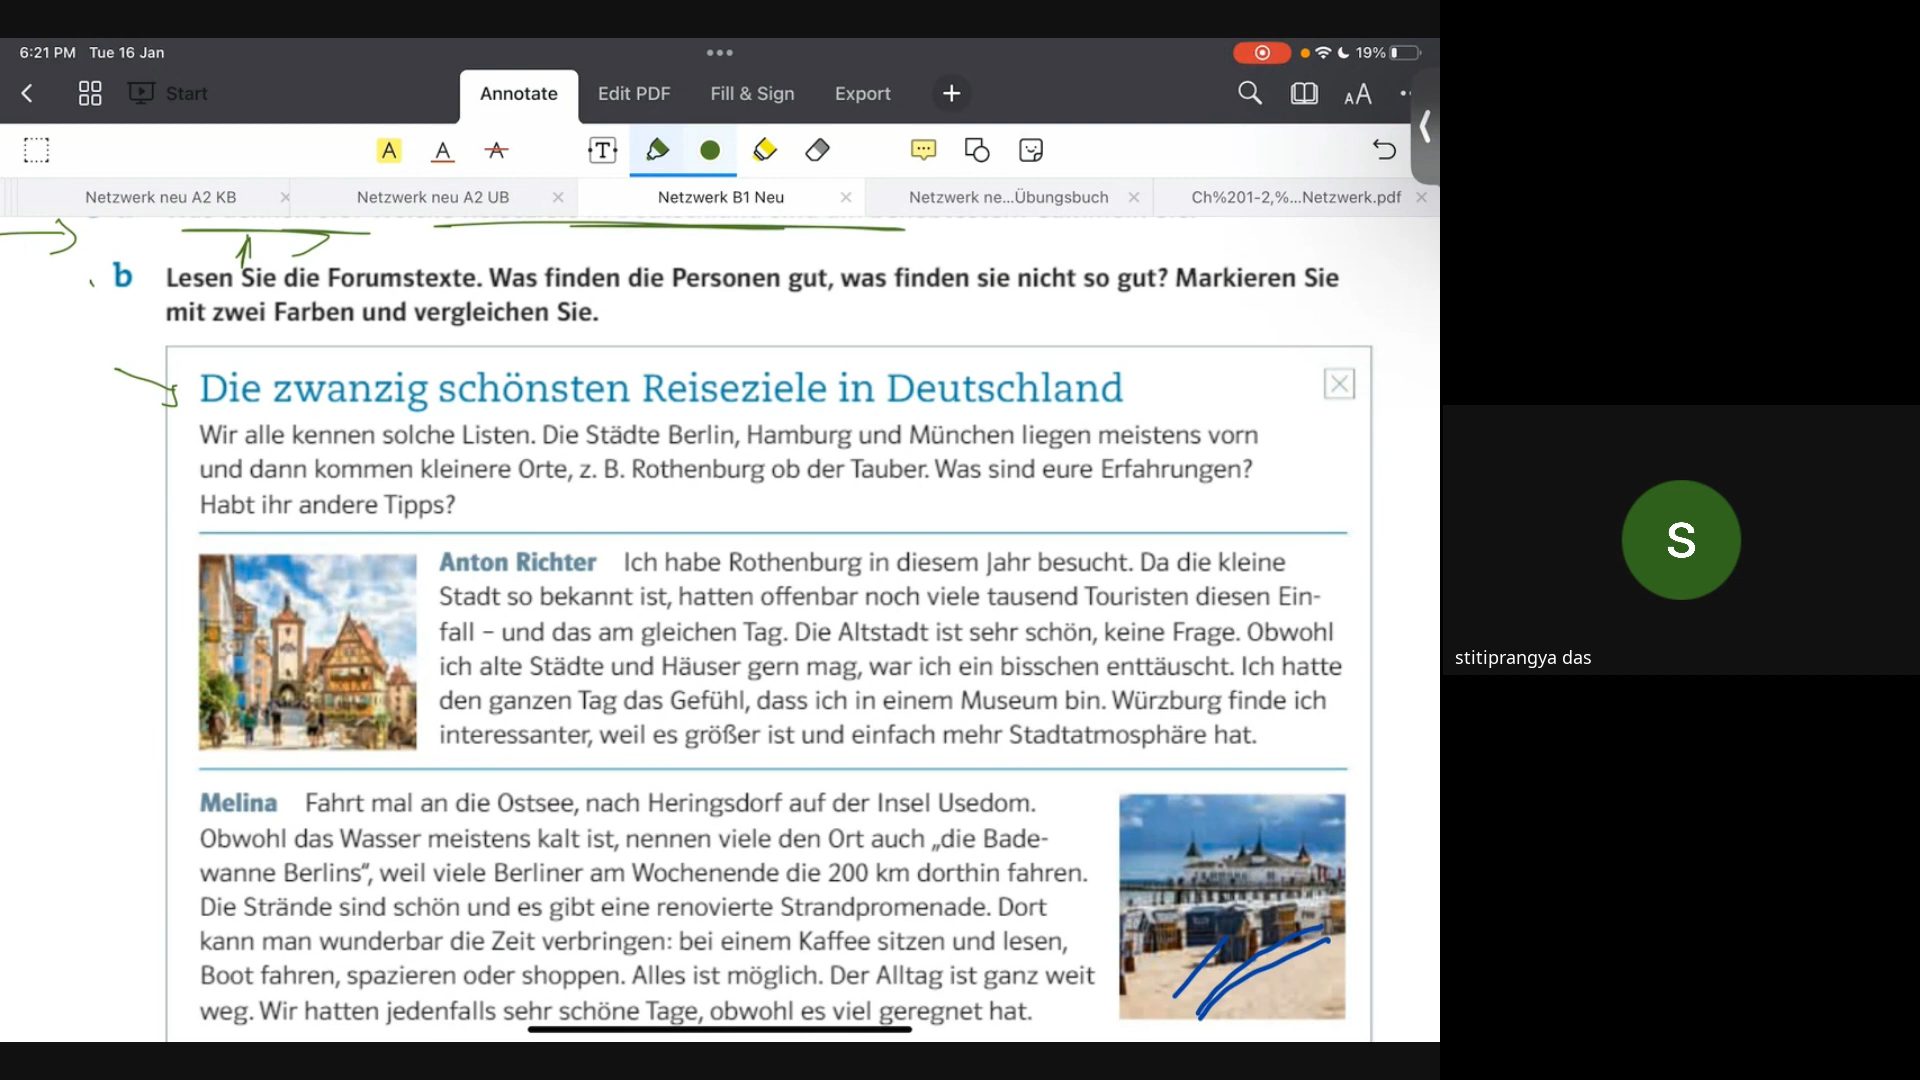 6:21 PM Tue 16 Jan
19%
Start
Annotate
Edit PDF
Fill & Sign
Export
Netzwerk neu A2 KB
Netzwerk neu A2 UB
Netzwerk B1 Neu
Netzwerk ne...Übungsbuch
Ch%201-2,%...Netzwerk.pdf
b Lesen Sie die Forumstexte. Was finden die Personen gut, was finden sie nicht so gut? Markieren Sie
mit zwei Farben und vergleichen Sie.
Die zwanzig schönsten Reiseziele in Deutschland
Wir alle kennen solche Listen. Die Städte Berlin, Hamburg und München liegen meistens vorn
und dann kommen kleinere Orte, z. B. Rothenburg ob der Tauber. Was sind eure Erfahrungen?
Habt ihr andere Tipps?
Anton Richter Ich habe Rothenburg in diesem Jahr besucht. Da die kleine
Stadt so bekannt ist, hatten offenbar noch viele tausend Touristen diesen Ein-
fall – und das am gleichen Tag. Die Altstadt ist sehr schön, keine Frage. Obwohl
ich alte Städte und Häuser gern mag, war ich ein bisschen enttäuscht. Ich hatte
den ganzen Tag das Gefühl, dass ich in einem Museum bin. Würzburg finde ich
interessanter, weil es größer ist und einfach mehr Stadtatmosphäre hat.
Melina Fahrt mal an die Ostsee, nach Heringsdorf auf der Insel Usedom.
Obwohl das Wasser meistens kalt ist, nennen viele den Ort auch „die Bade-
wanne Berlins“, weil viele Berliner am Wochenende die 200 km dorthin fahren.
Die Strände sind schön und es gibt eine renovierte Strandpromenade. Dort
kann man wunderbar die Zeit verbringen: bei einem Kaffee sitzen und lesen,
Boot fahren, spazieren oder shoppen. Alles ist möglich. Der Alltag ist ganz weit
weg. Wir hatten jedenfalls sehr schöne Tage, obwohl es viel geregnet hat.
S
stitiprangya das